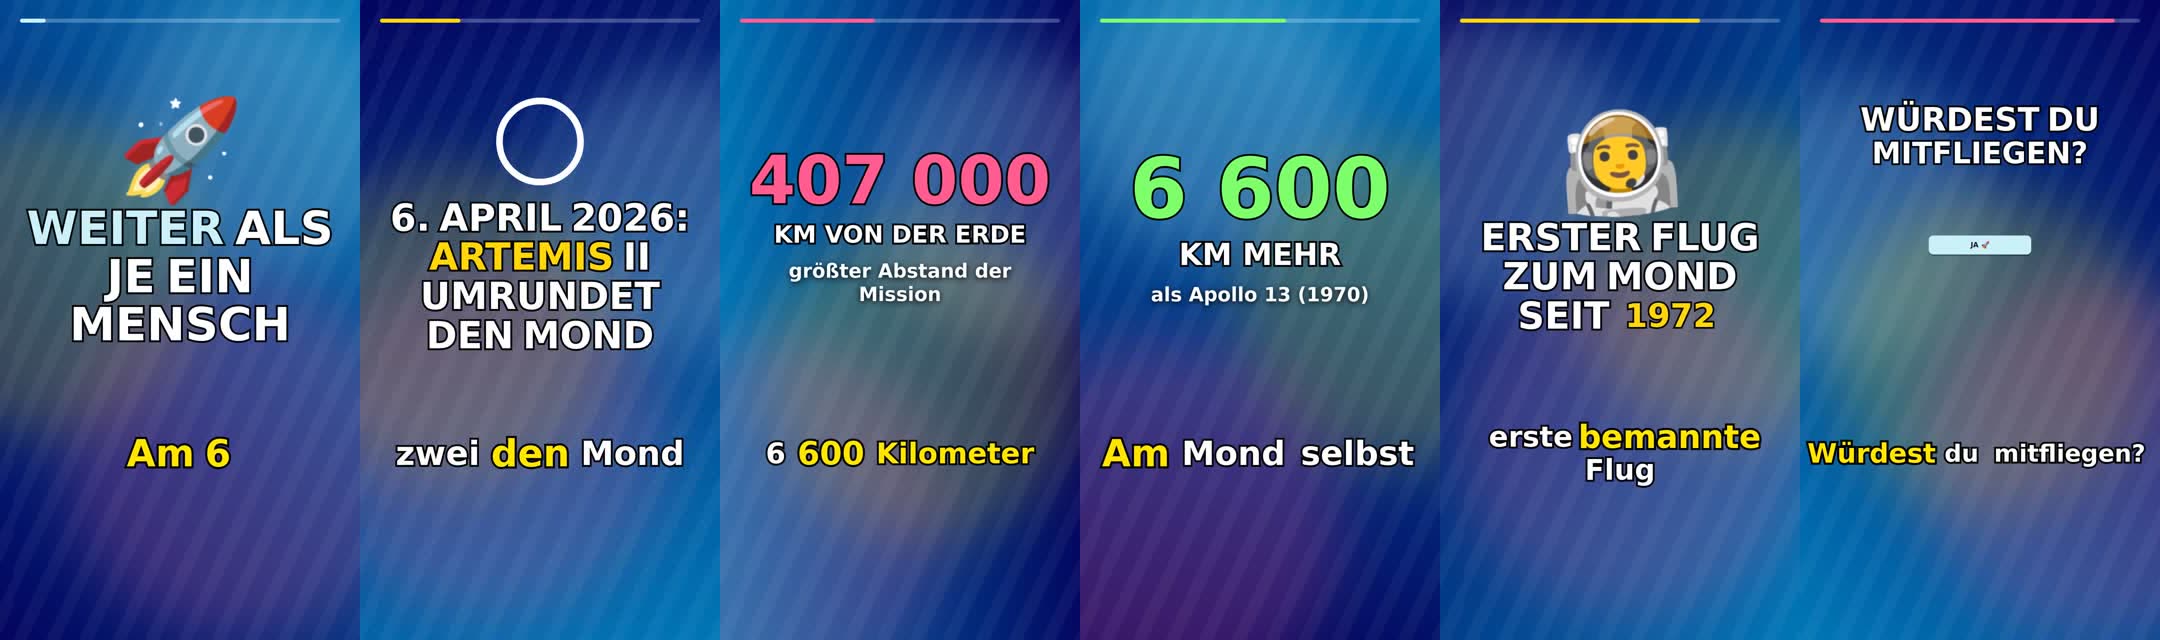 WEITER ALS
JE EIN
MENSCH
Am 6
6. APRIL 2026:
ARTEMIS II
UMRUNDET
DEN MOND
zwei den Mond
407 000
KM VON DER ERDE
größter Abstand der
Mission
6 600 Kilometer
6 600
KM MEHR
als Apollo 13 (1970)
Am Mond selbst
ERSTER FLUG
ZUM MOND
SEIT 1972
erste bemannte
Flug
WÜRDEST DU
MITFLIEGEN?
JA 🚀
Würdest du mitfliegen?